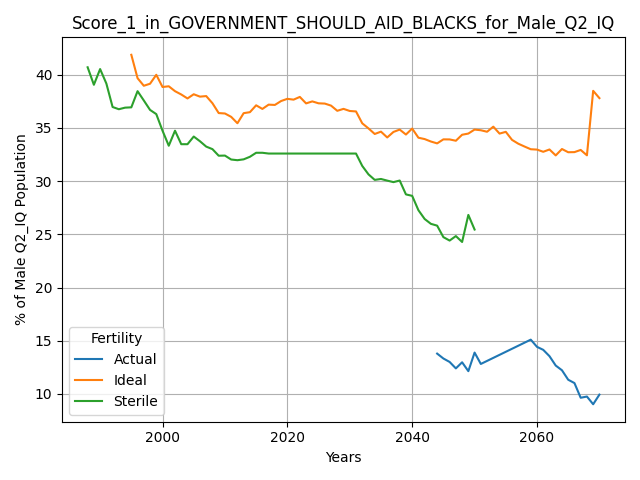 Score_1_in_GOVERNMENT_SHOULD_AID_BLACKS_for_Male_Q2_IQ
% of Male Q2_IQ Population
40
35
30
25
20
15
10
Fertility
Actual
Ideal
Sterile
2000
2020
2040
2060
Years